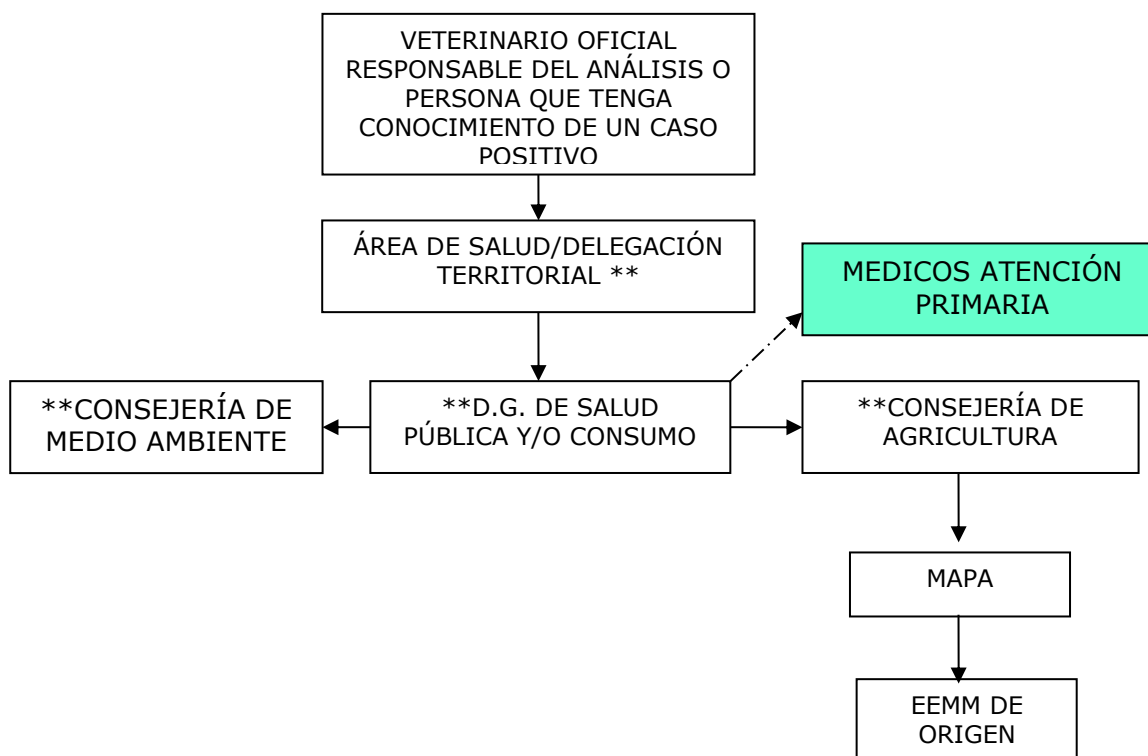 VETERINARIO OFICIAL
RESPONSABLE DEL ANÁLISIS O
PERSONA QUE TENGA
CONOCIMIENTO DE UN CASO
POSITIVO
ÁREA DE SALUD/DELEGACIÓN
TERRITORIAL **
MEDICOS ATENCIÓN
PRIMARIA
**CONSEJERÍA DE
MEDIO AMBIENTE
**D.G. DE SALUD
PÚBLICA Y/O CONSUMO
**CONSEJERÍA DE
AGRICULTURA
MAPA
EEMM DE
ORIGEN